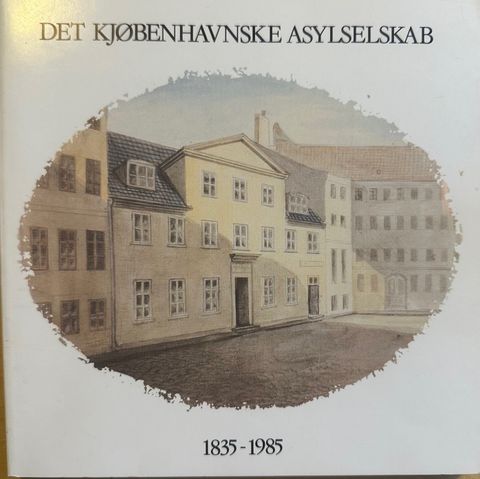 DET KJØBENHAVNSKE ASYLSELSKAB
1835-1985